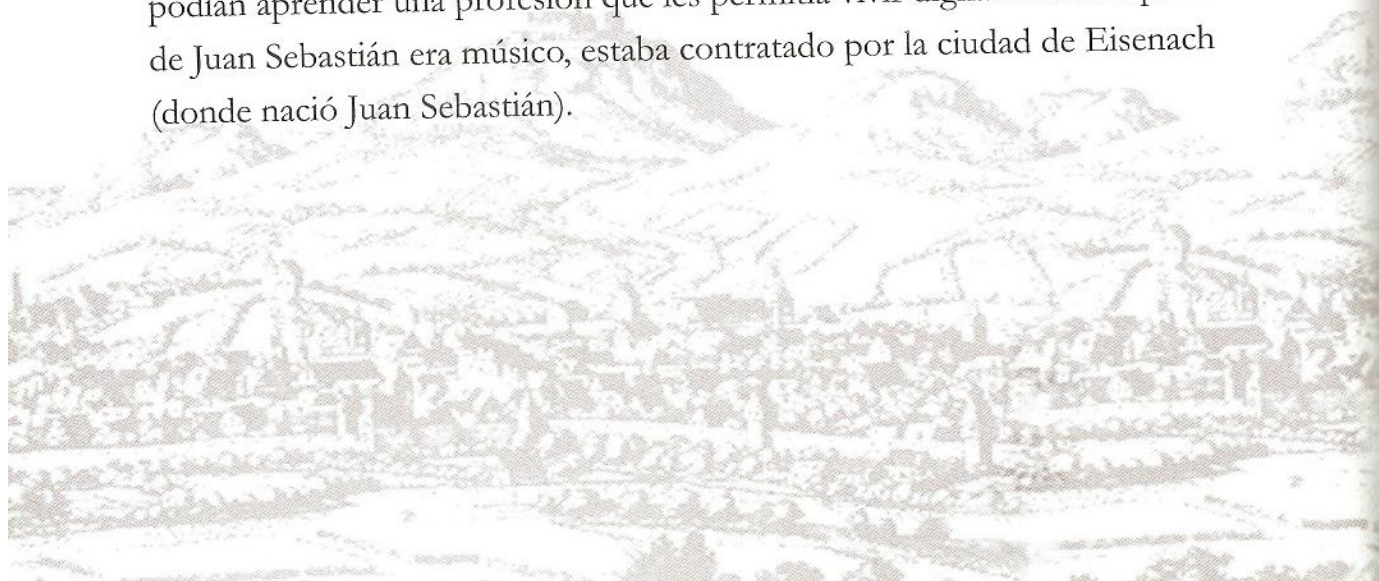 podían aprender una profesión que les permitía vivir
de Juan Sebastián era músico, estaba contratado por la ciudad de Eisenach
(donde nació Juan Sebastián).